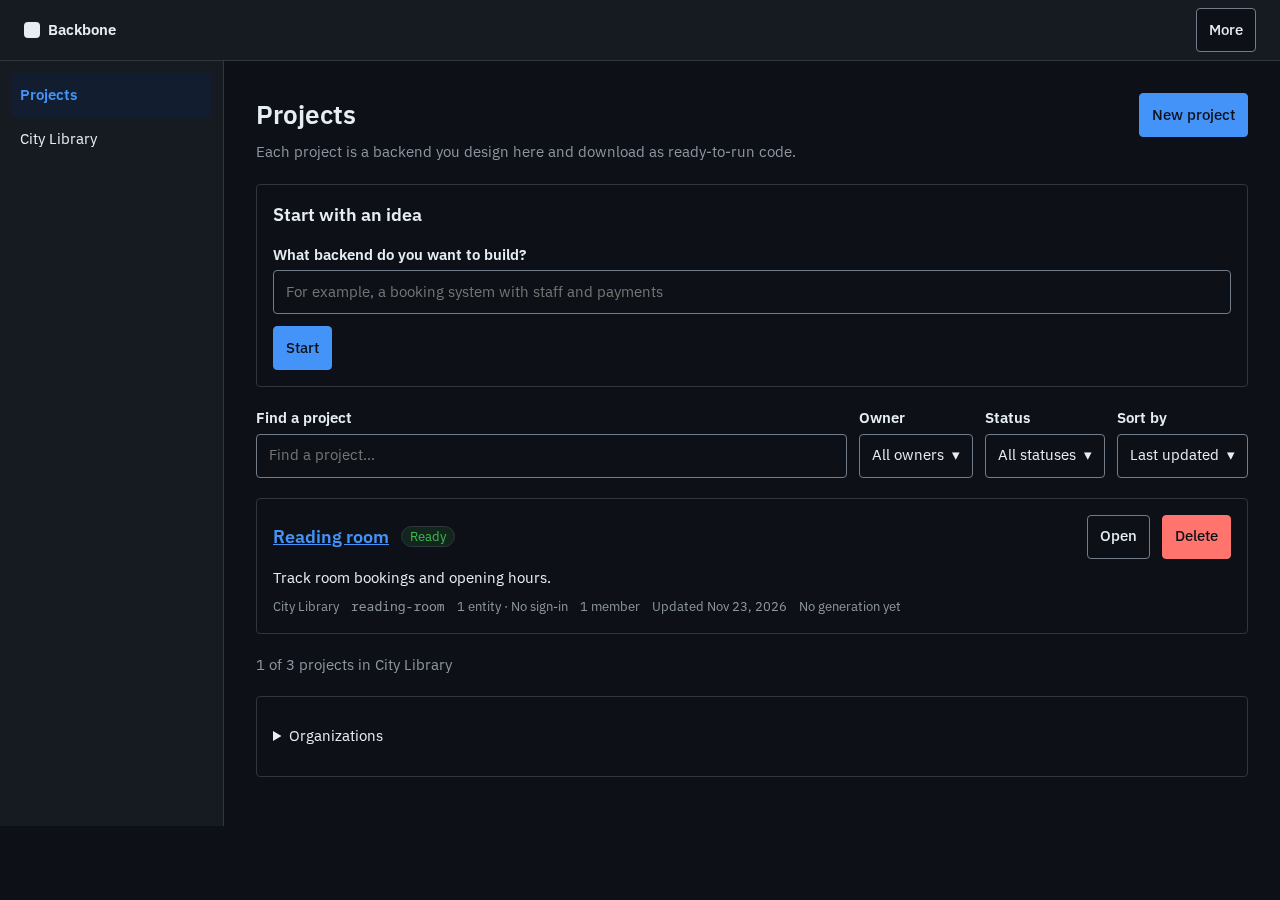 Backbone
More
Projects
City Library
Projects
New project
Each project is a backend you design here and download as ready-to-run code.
Start with an idea
What backend do you want to build?
For example, a booking system with staff and payments
Start
Find a project
Owner
Status
Sort by
Find a project...
All owners ▾
All statuses ▾
Last updated ▾
Reading room
Ready
Open
Delete
Track room bookings and opening hours.
City Library reading-room 1 entity · No sign-in 1 member Updated Nov 23, 2026 No generation yet
1 of 3 projects in City Library
Organizations